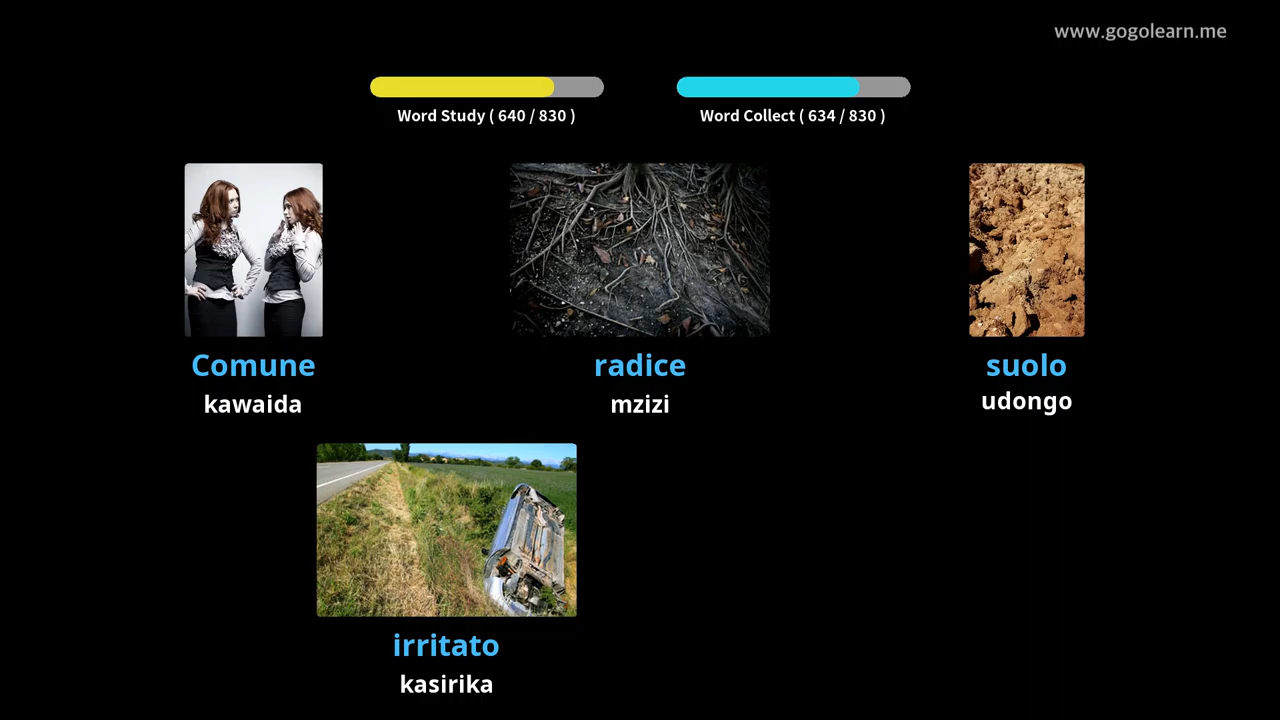 www.gogolearn.me
Word Study ( 640 / 830 )
Word Collect ( 634 / 830 )
Comune
kawaida
radice
mzizi
suolo
udongo
irritato
kasirika